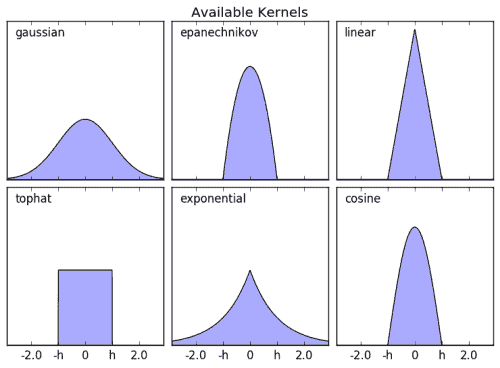 Available Kernels
gaussian
epanechnikov
linear
tophat
exponential
cosine
-2.0 -h 0 h 2.0
-2.0 -h 0 h 2.0
-2.0 -h 0 h 2.0